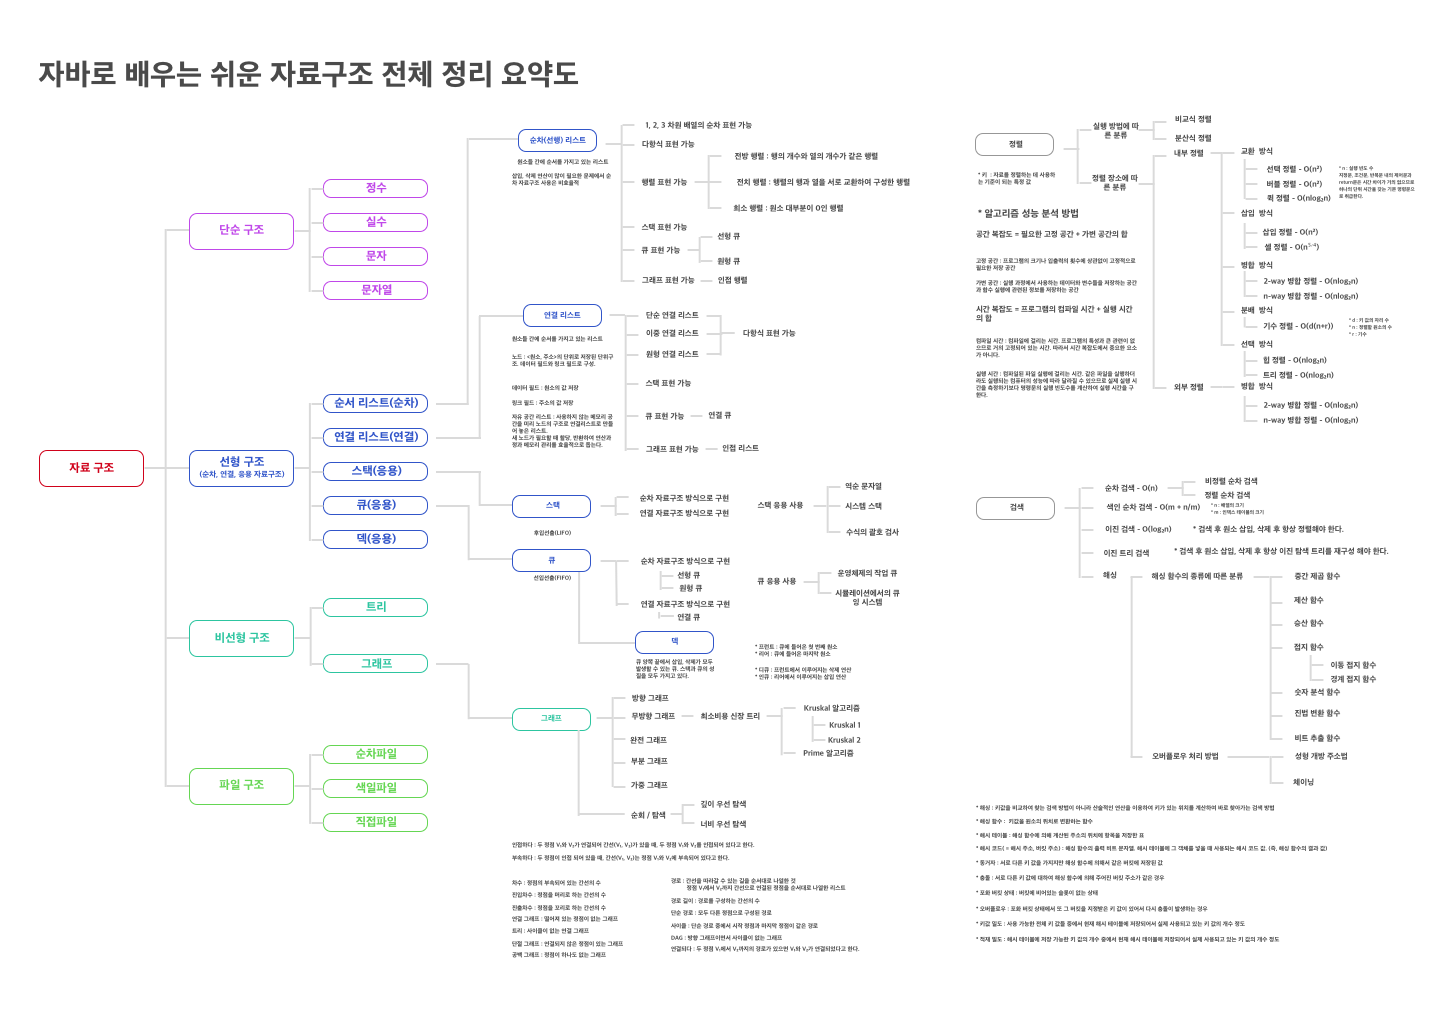 자바로 배우는 쉬운 자료구조 전체 정리 요약도
자료 구조
단순 구조
정수
실수
문자
문자열
선형 구조
(순차, 연결, 응용 자료구조)
순서 리스트(순차)
연결 리스트(연결)
스택(응용)
큐(응용)
덱(응용)
비선형 구조
트리
그래프
파일 구조
순차파일
색일파일
직접파일
순차(선형) 리스트
원소들 간에 순서를 가지고 있는 리스트
삽입, 삭제 연산이 많이 필요한 문제에서 순
차 자료구조 사용은 비효율적
1, 2, 3 차원 배열의 순차 표현 가능
다항식 표현 가능
행렬 표현 가능
전방 행렬 : 행의 개수와 열의 개수가 같은 행렬
전치 행렬 : 행렬의 행과 열을 서로 교환하여 구성한 행렬
희소 행렬 : 원소 대부분이 0인 행렬
스택 표현 가능
큐 표현 가능
선형 큐
원형 큐
그래프 표현 가능
인접 행렬
연결 리스트
원소들 간에 순서를 가지고 있는 리스트
노드 : <원소, 주소>의 단위로 저장된 단위구
조. 데이터 필드와 링크 필드로 구성.
데이터 필드 : 원소의 값 저장
링크 필드 : 주소의 값 저장
자유 공간 리스트 : 사용하지 않는 메모리 공
간을 미리 노드의 구조로 연결리스트로 만들
어 놓은 리스트.
새 노드가 필요할 때 할당, 반환하여 연산과
정과 메모리 관리를 효율적으로 돕는다.
단순 연결 리스트
이중 연결 리스트
원형 연결 리스트
다항식 표현 가능
스택 표현 가능
큐 표현 가능
연결 큐
그래프 표현 가능
인접 리스트
스택
후입선출(LIFO)
순차 자료구조 방식으로 구현
연결 자료구조 방식으로 구현
스택 응용 사용
역순 문자열
시스템 스택
수식의 괄호 검사
큐
선입선출(FIFO)
순차 자료구조 방식으로 구현
선형 큐
원형 큐
연결 자료구조 방식으로 구현
연결 큐
큐 응용 사용
운영체제의 작업 큐
시뮬레이션에서의 큐
잉 시스템
덱
큐 양쪽 끝에서 삽입, 삭제가 모두
발생할 수 있는 큐. 스택과 큐의 성
질을 모두 가지고 있다.
* 프런트 : 큐에 들어온 첫 번째 원소
* 리어 : 큐에 들어온 마지막 원소
* 디큐 : 프런트에서 이루어지는 삭제 연산
* 인큐 : 리어에서 이루어지는 삽입 연산
그래프
방향 그래프
무방향 그래프
최소비용 신장 트리
Kruskal 알고리즘
Kruskal 1
Kruskal 2
Prime 알고리즘
완전 그래프
부분 그래프
가중 그래프
순회 / 탐색
깊이 우선 탐색
너비 우선 탐색
인접하다 : 두 정점 V₁와 V₂가 연결되어 간선(V₁, V₂)가 있을 때, 두 정점 V₁와 V₂를 인접되어 있다고 한다.
부속하다 : 두 정점이 인접 되어 있을 때, 간선(V₁, V₂)는 정점 V₁와 V₂에 부속되어 있다고 한다.
차수 : 정점의 부속되어 있는 간선의 수
진입차수 : 정점을 머리로 하는 간선의 수
진출차수 : 정점을 꼬리로 하는 간선의 수
연결 그래프 : 떨어져 있는 정점이 없는 그래프
트리 : 사이클이 없는 연결 그래프
단절 그래프 : 연결되지 않은 정점이 있는 그래프
공백 그래프 : 정점이 하나도 없는 그래프
경로 : 간선을 따라갈 수 있는 길을 순서대로 나열한 것
정점 V₁에서 V₂까지 간선으로 연결된 정점을 순서대로 나열한 리스트
경로 길이 : 경로를 구성하는 간선의 수
단순 경로 : 모두 다른 정점으로 구성된 경로
사이클 : 단순 경로 중에서 시작 정점과 마지막 정점이 같은 경로
DAG : 방향 그래프이면서 사이클이 없는 그래프
연결되다 : 두 정점 V₁에서 V₂까지의 경로가 있으면 V₁와 V₂가 연결되었다고 한다.
정렬
* 키 : 자료를 정렬하는 데 사용하
는 기준이 되는 특정 값
실행 방법에 따
른 분류
비교식 정렬
분산식 정렬
정렬 장소에 따
른 분류
내부 정렬
교환 방식
선택 정렬 - O(n²)
버블 정렬 - O(n²)
퀵 정렬 - O(nlog₂n)
* n : 실행 빈도 수
지정문, 조건문, 반복문 내의 제어문과
return문은 시간 차이가 거의 없으므로
하나의 단위 시간을 갖는 기본 명령문으
로 취급한다.
삽입 방식
삽입 정렬 - O(n²)
셸 정렬 - O(n⁵ᐟ⁴)
병합 방식
2-way 병합 정렬 - O(nlog₂n)
n-way 병합 정렬 - O(nlog₂n)
분배 방식
기수 정렬 - O(d(n+r))
* d : 키 값의 자리 수
* n : 정렬할 원소의 수
* r : 기수
선택 방식
힙 정렬 - O(nlog₂n)
트리 정렬 - O(nlog₂n)
외부 정렬
병합 방식
2-way 병합 정렬 - O(nlog₂n)
n-way 병합 정렬 - O(nlog₂n)
* 알고리즘 성능 분석 방법
공간 복잡도 = 필요한 고정 공간 + 가변 공간의 합
고정 공간 : 프로그램의 크기나 입출력의 횟수에 상관없이 고정적으로
필요한 저장 공간
가변 공간 : 실행 과정에서 사용하는 데이터와 변수들을 저장하는 공간
과 함수 실행에 관련된 정보를 저장하는 공간
시간 복잡도 = 프로그램의 컴파일 시간 + 실행 시간
의 합
컴파일 시간 : 컴파일에 걸리는 시간. 프로그램의 특성과 큰 관련이 없
으므로 거의 고정되어 있는 시간. 따라서 시간 복잡도에서 중요한 요소
가 아니다.
실행 시간 : 컴파일된 파일 실행에 걸리는 시간. 같은 파일을 실행하더
라도 실행되는 컴퓨터의 성능에 따라 달라질 수 있으므로 실제 실행 시
간을 측정하기보다 명령문의 실행 빈도수를 계산하여 실행 시간을 구
한다.
검색
순차 검색 - O(n)
비정렬 순차 검색
정렬 순차 검색
색인 순차 검색 - O(m + n/m)
* n : 배열의 크기
* m : 인덱스 테이블의 크기
이진 검색 - O(log₂n)
* 검색 후 원소 삽입, 삭제 후 항상 정렬해야 한다.
이진 트리 검색
* 검색 후 원소 삽입, 삭제 후 항상 이진 탐색 트리를 재구성 해야 한다.
해싱
해싱 함수의 종류에 따른 분류
중간 제곱 함수
제산 함수
승산 함수
접지 함수
이동 접지 함수
경계 접지 함수
숫자 분석 함수
진법 변환 함수
비트 추출 함수
오버플로우 처리 방법
선형 개방 주소법
체이닝
* 해싱 : 키값을 비교하여 찾는 검색 방법이 아니라 산술적인 연산을 이용하여 키가 있는 위치를 계산하여 바로 찾아가는 검색 방법
* 해싱 함수 : 키값을 원소의 위치로 변환하는 함수
* 해시 테이블 : 해싱 함수에 의해 계산된 주소의 위치에 항목을 저장한 표
* 해시 코드( = 해시 주소, 버킷 주소) : 해싱 함수의 출력 비트 문자열. 해시 테이블에 그 객체를 넣을 때 사용되는 해시 코드 값. (즉, 해싱 함수의 결과 값)
* 동거자 : 서로 다른 키 값을 가지지만 해싱 함수에 의해서 같은 버킷에 저장된 값
* 충돌 : 서로 다른 키 값에 대하여 해싱 함수에 의해 주어진 버킷 주소가 같은 경우
* 포화 버킷 상태 : 버킷에 비어있는 슬롯이 없는 상태
* 오버플로우 : 포화 버킷 상태에서 또 그 버킷을 지정받은 키 값이 있어서 다시 충돌이 발생하는 경우
* 키값 밀도 : 사용 가능한 전체 키 값들 중에서 현재 해시 테이블에 저장되어서 실제 사용되고 있는 키 값의 개수 정도
* 적재 밀도 : 해시 테이블에 저장 가능한 키 값의 개수 중에서 현재 해시 테이블에 저장되어서 실제 사용되고 있는 키 값의 개수 정도